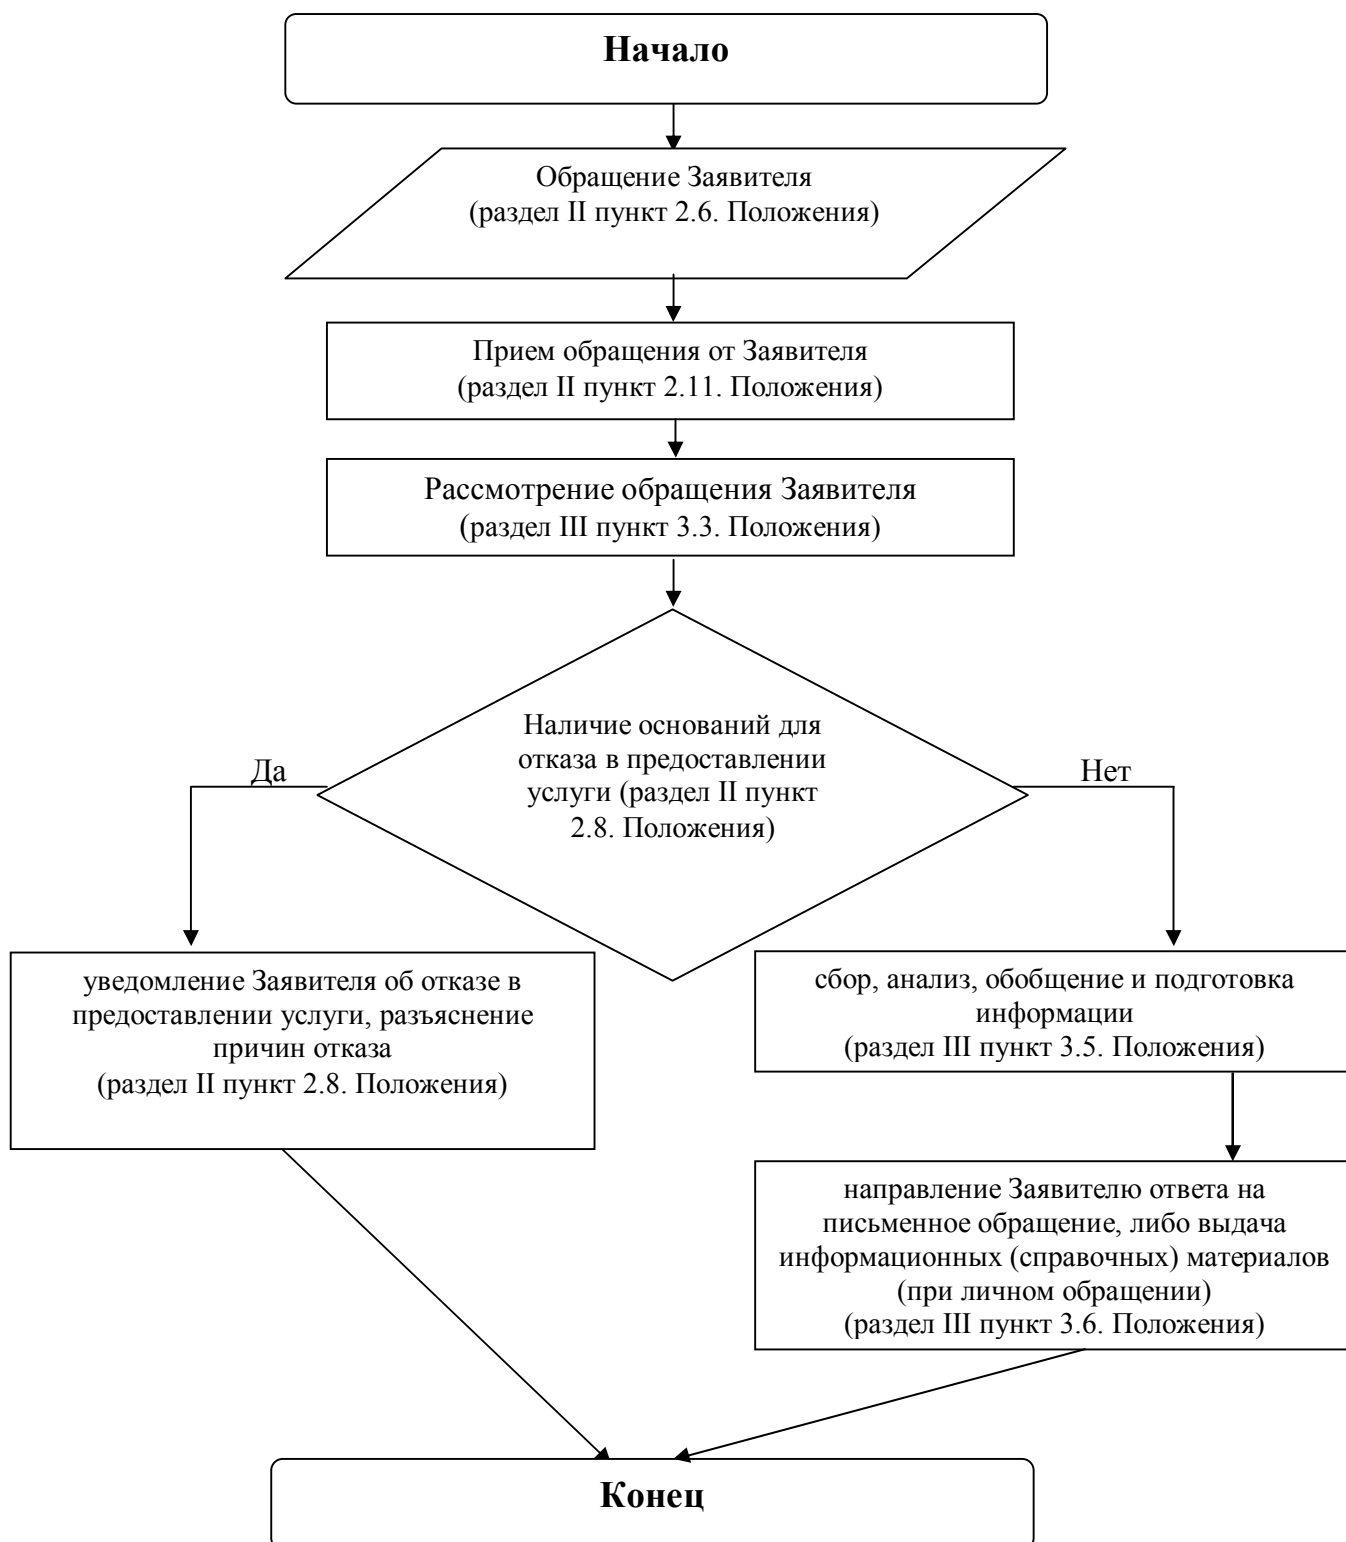 Начало
Обращение Заявителя
(раздел II пункт 2.6. Положения)
Прием обращения от Заявителя
(раздел II пункт 2.11. Положения)
Рассмотрение обращения Заявителя
(раздел III пункт 3.3. Положения)
Наличие оснований для
отказа в предоставлении
услуги (раздел II пункт
2.8. Положения)
Да
Нет
уведомление Заявителя об отказе в
предоставлении услуги, разъяснение
причин отказа
(раздел II пункт 2.8. Положения)
сбор, анализ, обобщение и подготовка
информации
(раздел III пункт 3.5. Положения)
направление Заявителю ответа на
письменное обращение, либо выдача
информационных (справочных) материалов
(при личном обращении)
(раздел III пункт 3.6. Положения)
Конец